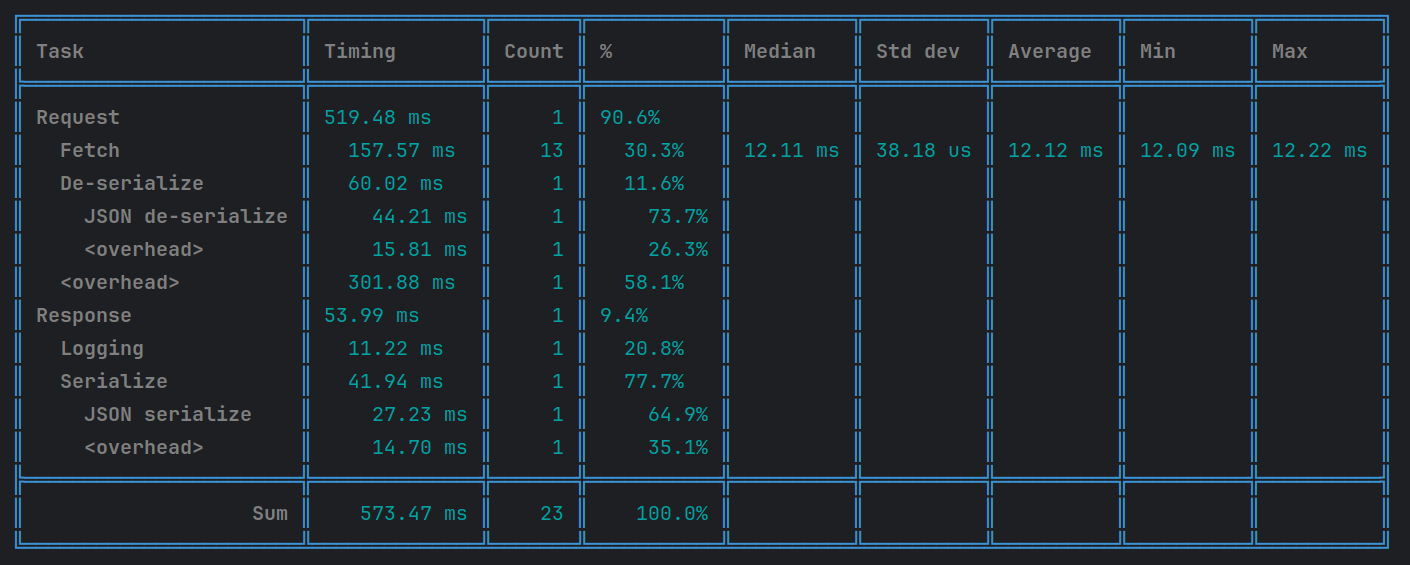 Task Timing Count % Median Std dev Average Min Max
Request 519.48 ms 1 90.6%
Fetch 157.57 ms 13 30.3% 12.11 ms 38.18 us 12.12 ms 12.09 ms 12.22 ms
De-serialize 60.02 ms 1 11.6%
JSON de-serialize 44.21 ms 1 73.7%
<overhead> 15.81 ms 1 26.3%
<overhead> 301.88 ms 1 58.1%
Response 53.99 ms 1 9.4%
Logging 11.22 ms 1 20.8%
Serialize 41.94 ms 1 77.7%
JSON serialize 27.23 ms 1 64.9%
<overhead> 14.70 ms 1 35.1%
Sum 573.47 ms 23 100.0%